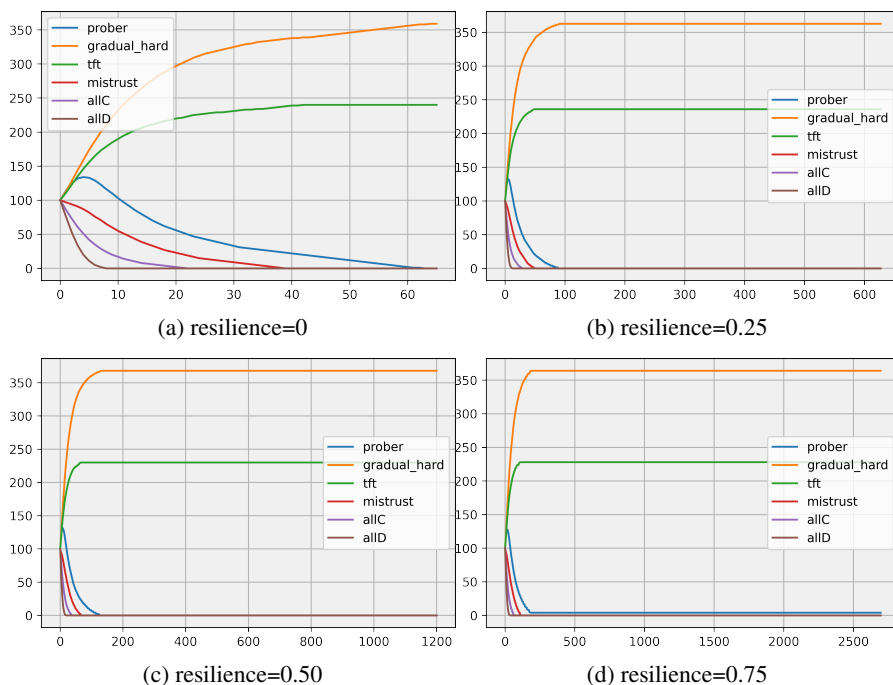 350
300
250
200
150
100
50
0
prober
gradual_hard
tft
mistrust
allC
allD
0 10 20 30 40 50 60
(a) resilience=0
350
300
250
200
150
100
50
0
prober
gradual_hard
tft
mistrust
allC
allD
0 100 200 300 400 500 600
(b) resilience=0.25
350
300
250
200
150
100
50
0
prober
gradual_hard
tft
mistrust
allC
allD
0 200 400 600 800 1000 1200
(c) resilience=0.50
350
300
250
200
150
100
50
0
prober
gradual_hard
tft
mistrust
allC
allD
0 500 1000 1500 2000 2500
(d) resilience=0.75